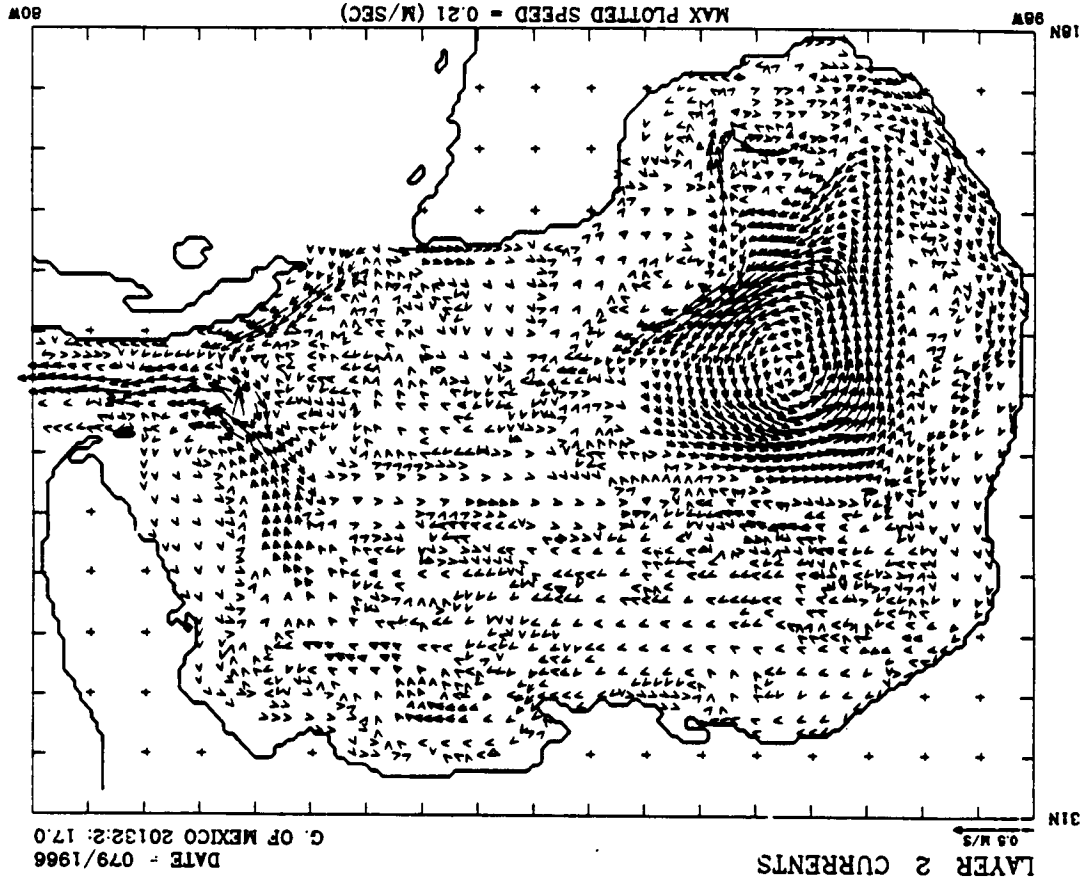 LAYER 2 CURRENTS
DATE = 079/1966
0.5 M/S
G. OF MEXICO 20132:2: 17.0
31N
18N
98W
MAX PLOTTED SPEED = 0.21 (M/SEC)
80W